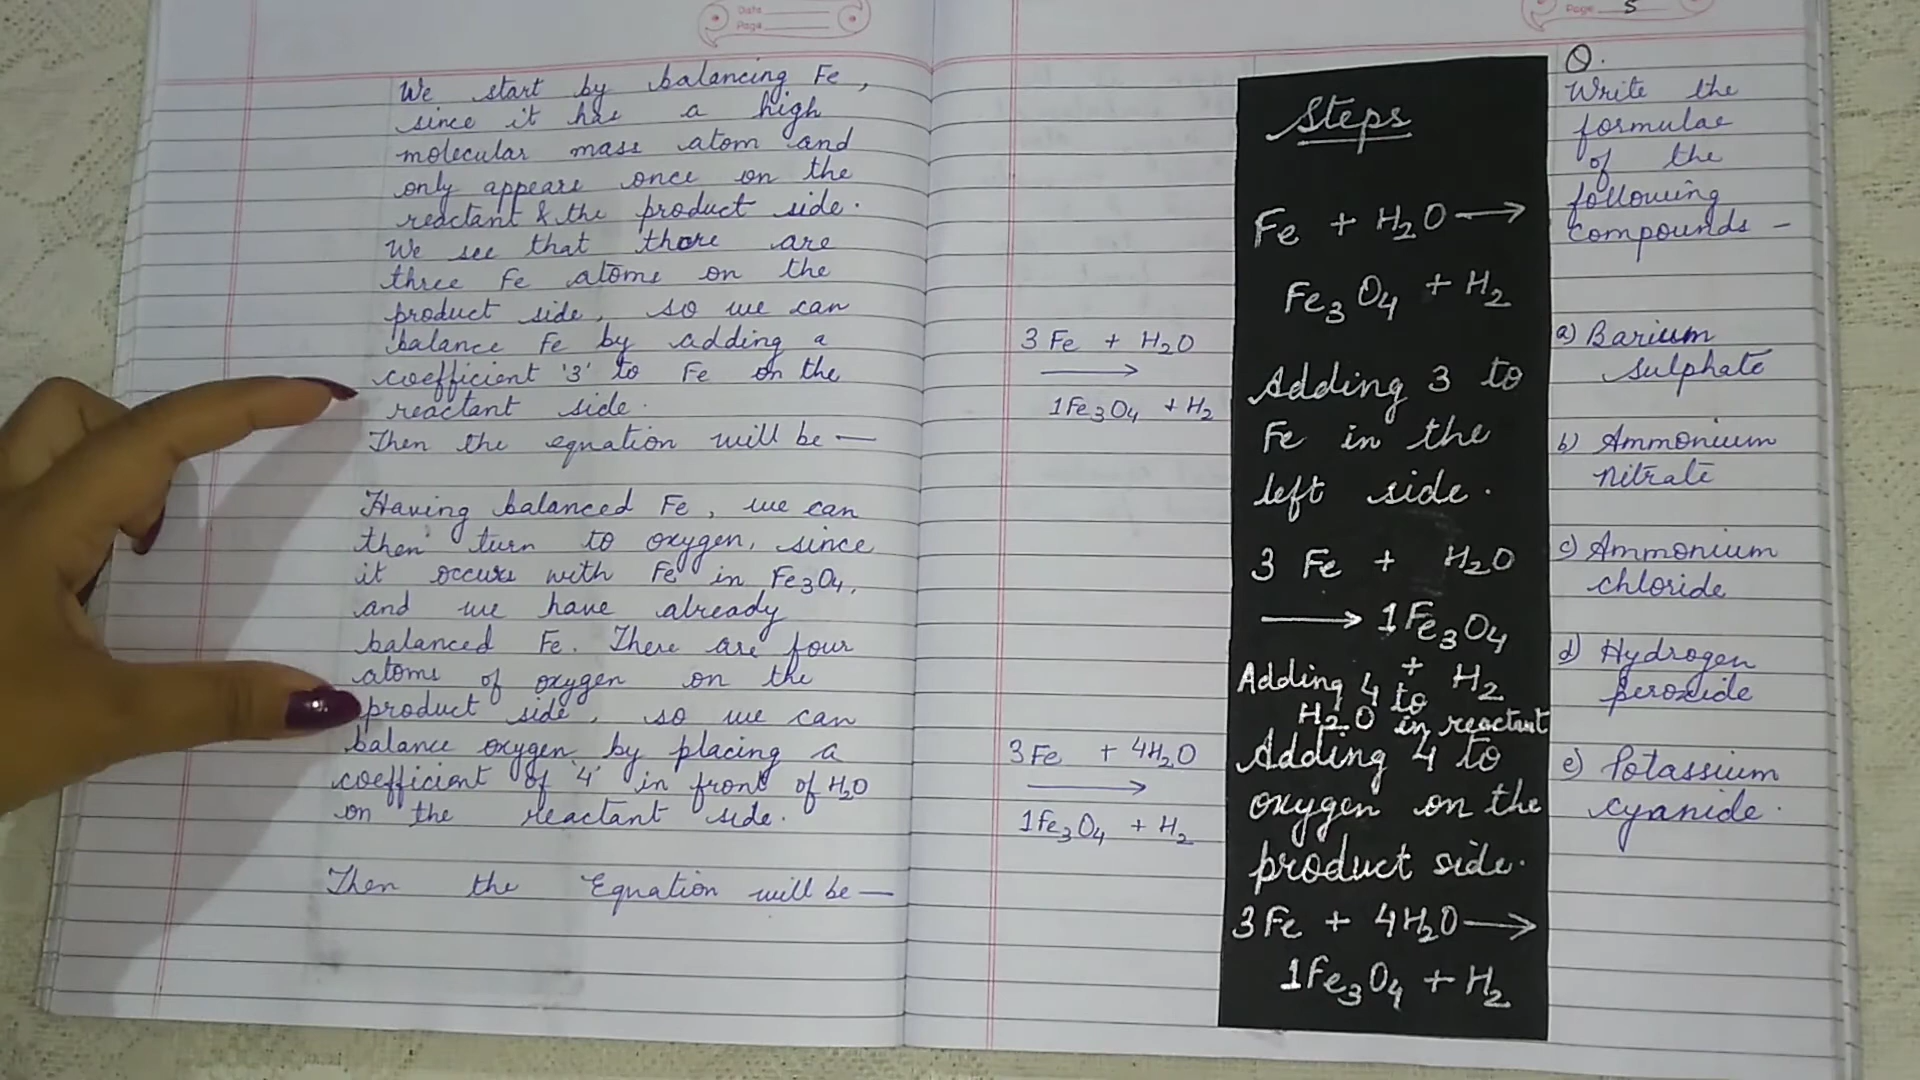 Date
Page
We start by balancing Fe,
since it has a high
molecular mass atom and
only appears once on the
reactant & the product side.
We see that there are
three Fe atoms on the
product side, so we can
balance Fe by adding a
coefficient '3' to Fe on the
reactant side.
Then the equation will be —
Having balanced Fe, we can
then turn to oxygen, since
it occurs with Fe in Fe3O4,
and we have already
balanced Fe. There are four
atoms of oxygen on the
product side, so we can
balance oxygen by placing a
coefficient of '4' in front of H2O
on the reactant side.
Then the Equation will be —
Page 5
3 Fe + H2O
⟶
1Fe3O4 + H2
3Fe + 4H2O
⟶
1Fe3O4 + H2
Steps
Fe + H2O ⟶
Fe3O4 + H2
Adding 3 to
Fe in the
left side.
3 Fe + H2O
⟶ 1Fe3O4
+ H2
Adding 4 to
H2O in reactant
Adding 4 to
oxygen on the
product side.
3Fe + 4H2O ⟶
1Fe3O4 + H2
Q.
Write the
formulae
of the
following
compounds –
a) Barium
sulphate
b) Ammonium
nitrate
c) Ammonium
chloride
d) Hydrogen
peroxide
e) Potassium
cyanide.